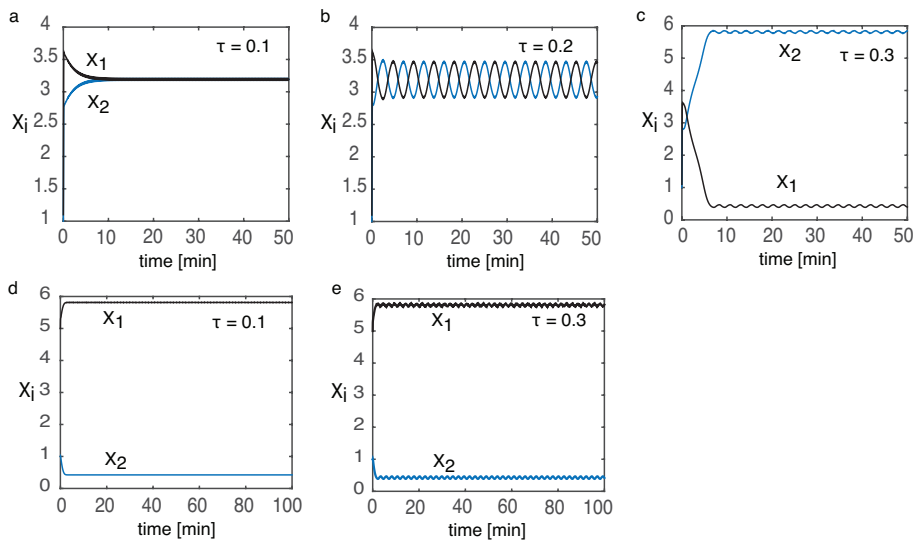 a
4
3.5
3
2.5
2
1.5
1
Xi
X1
X2
τ = 0.1
0 10 20 30 40 50
time [min]
b
4
3.5
3
2.5
2
1.5
1
Xi
τ = 0.2
0 10 20 30 40 50
time [min]
c
6
5
4
3
2
1
0
Xi
X2
τ = 0.3
X1
0 10 20 30 40 50
time [min]
d
6
5
4
3
2
1
0
Xi
X1
τ = 0.1
X2
0 20 40 60 80 100
time [min]
e
6
5
4
3
2
1
0
Xi
X1
τ = 0.3
X2
0 20 40 60 80 100
time [min]